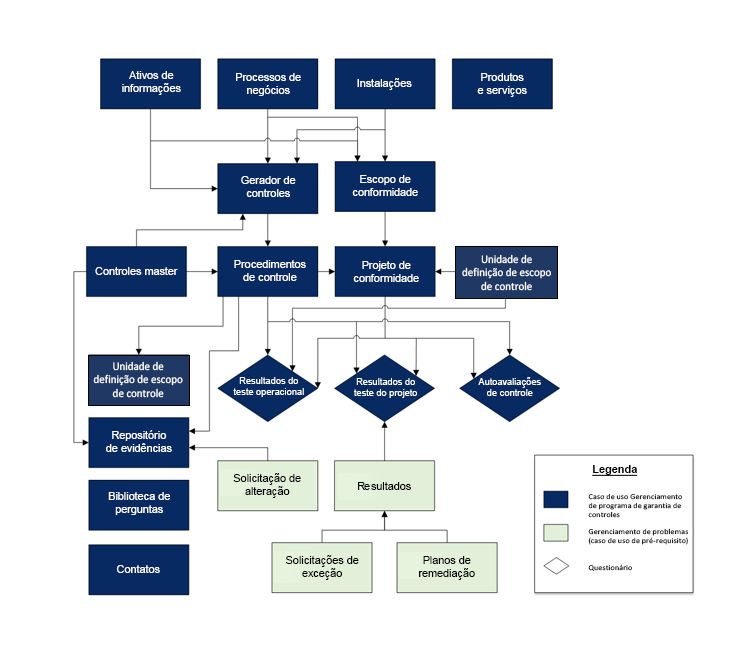 Ativos de
informações
Processos de
negócios
Instalações
Produtos
e serviços
Gerador de
controles
Escopo de
conformidade
Controles master
Procedimentos
de controle
Projeto de
conformidade
Unidade de
definição de escopo
de controle
Unidade de
definição de escopo
de controle
Resultados do
teste operacional
Resultados do
teste do projeto
Autoavaliações
de controle
Repositório
de evidências
Solicitação de
alteração
Resultados
Biblioteca de
perguntas
Contatos
Solicitações de
exceção
Planos de
remediação
Legenda
Caso de uso Gerenciamento
de programa de garantia de
controles
Gerenciamento de problemas
(caso de uso de pré-requisito)
Questionário